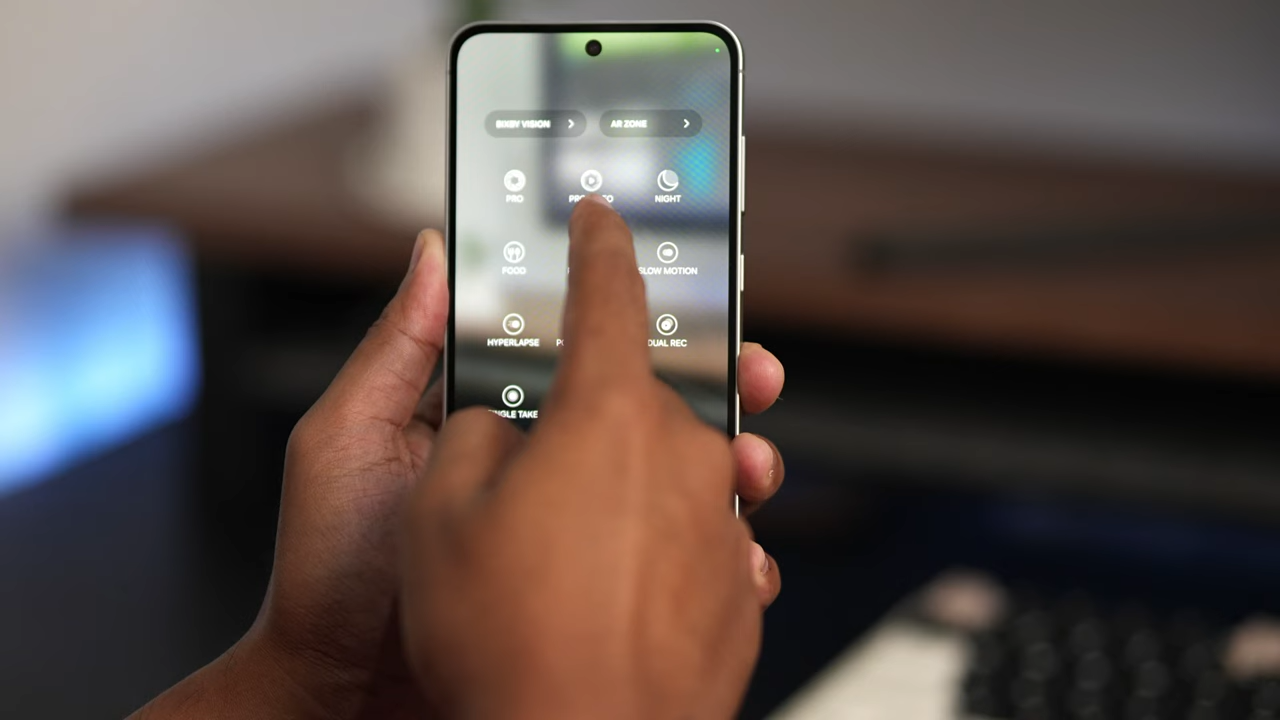 BIXBY VISION
AR ZONE
PRO
NIGHT
FOOD
SLOW MOTION
HYPERLAPSE
DUAL REC